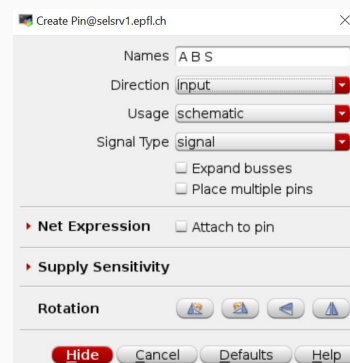 Create Pin@selsrv1.epfl.ch
Names A B S
Direction input
Usage schematic
Signal Type signal
Expand busses
Place multiple pins
Net Expression Attach to pin
Supply Sensitivity
Rotation
Hide Cancel Defaults Help